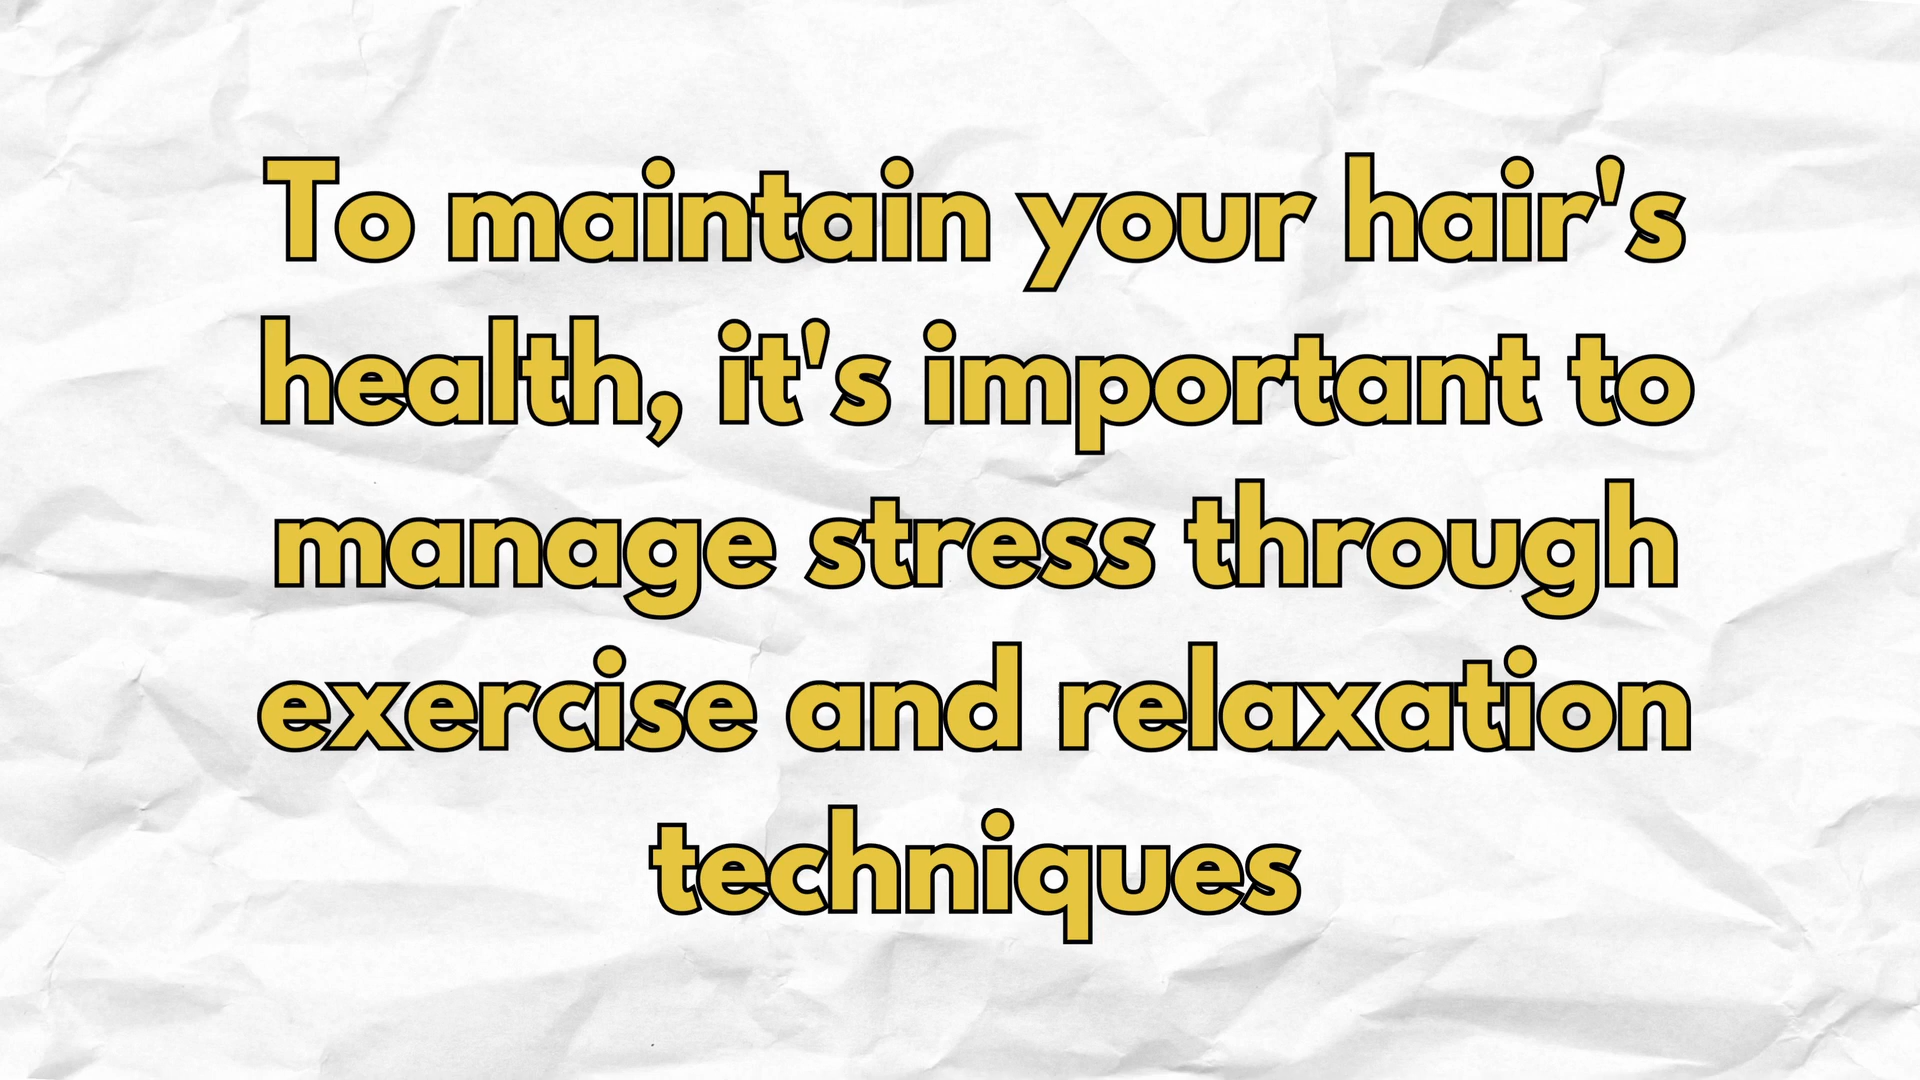 To maintain your hair's
health, it's important to
manage stress through
exercise and relaxation
techniques